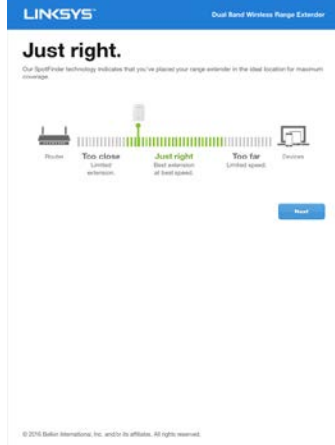 LINKSYS
Dual Band Wireless Range Extender
Just right.
Our SpotFinder technology indicates that you've placed your range extender in the ideal location for maximum
coverage.
Router
Too close
Limited
extension.
Just right
Best extension
at best speed.
Too far
Limited speed.
Devices
Next
© 2016 Belkin International, Inc. and/or its affiliates. All rights reserved.